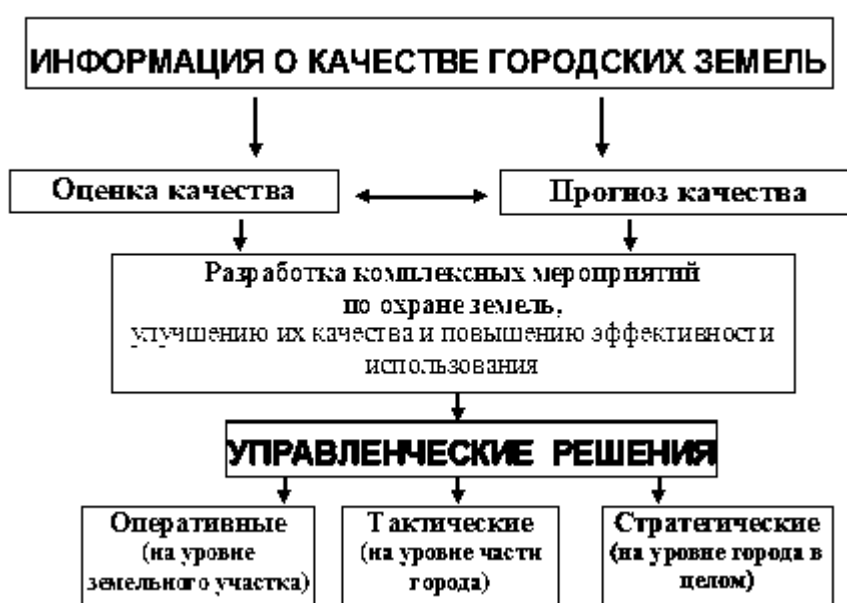 ИНФОРМАЦИЯ О КАЧЕСТВЕ ГОРОДСКИХ ЗЕМЕЛЬ
Оценка качества
Прогноз качества
Разработка комплексных мероприятий
по охране земель,
улучшению их качества и повышению эффективности
использования
УПРАВЛЕНЧЕСКИЕ РЕШЕНИЯ
Оперативные
(на уровне
земельного участка)
Тактические
(на уровне части
города)
Стратегические
(на уровне города в
целом)